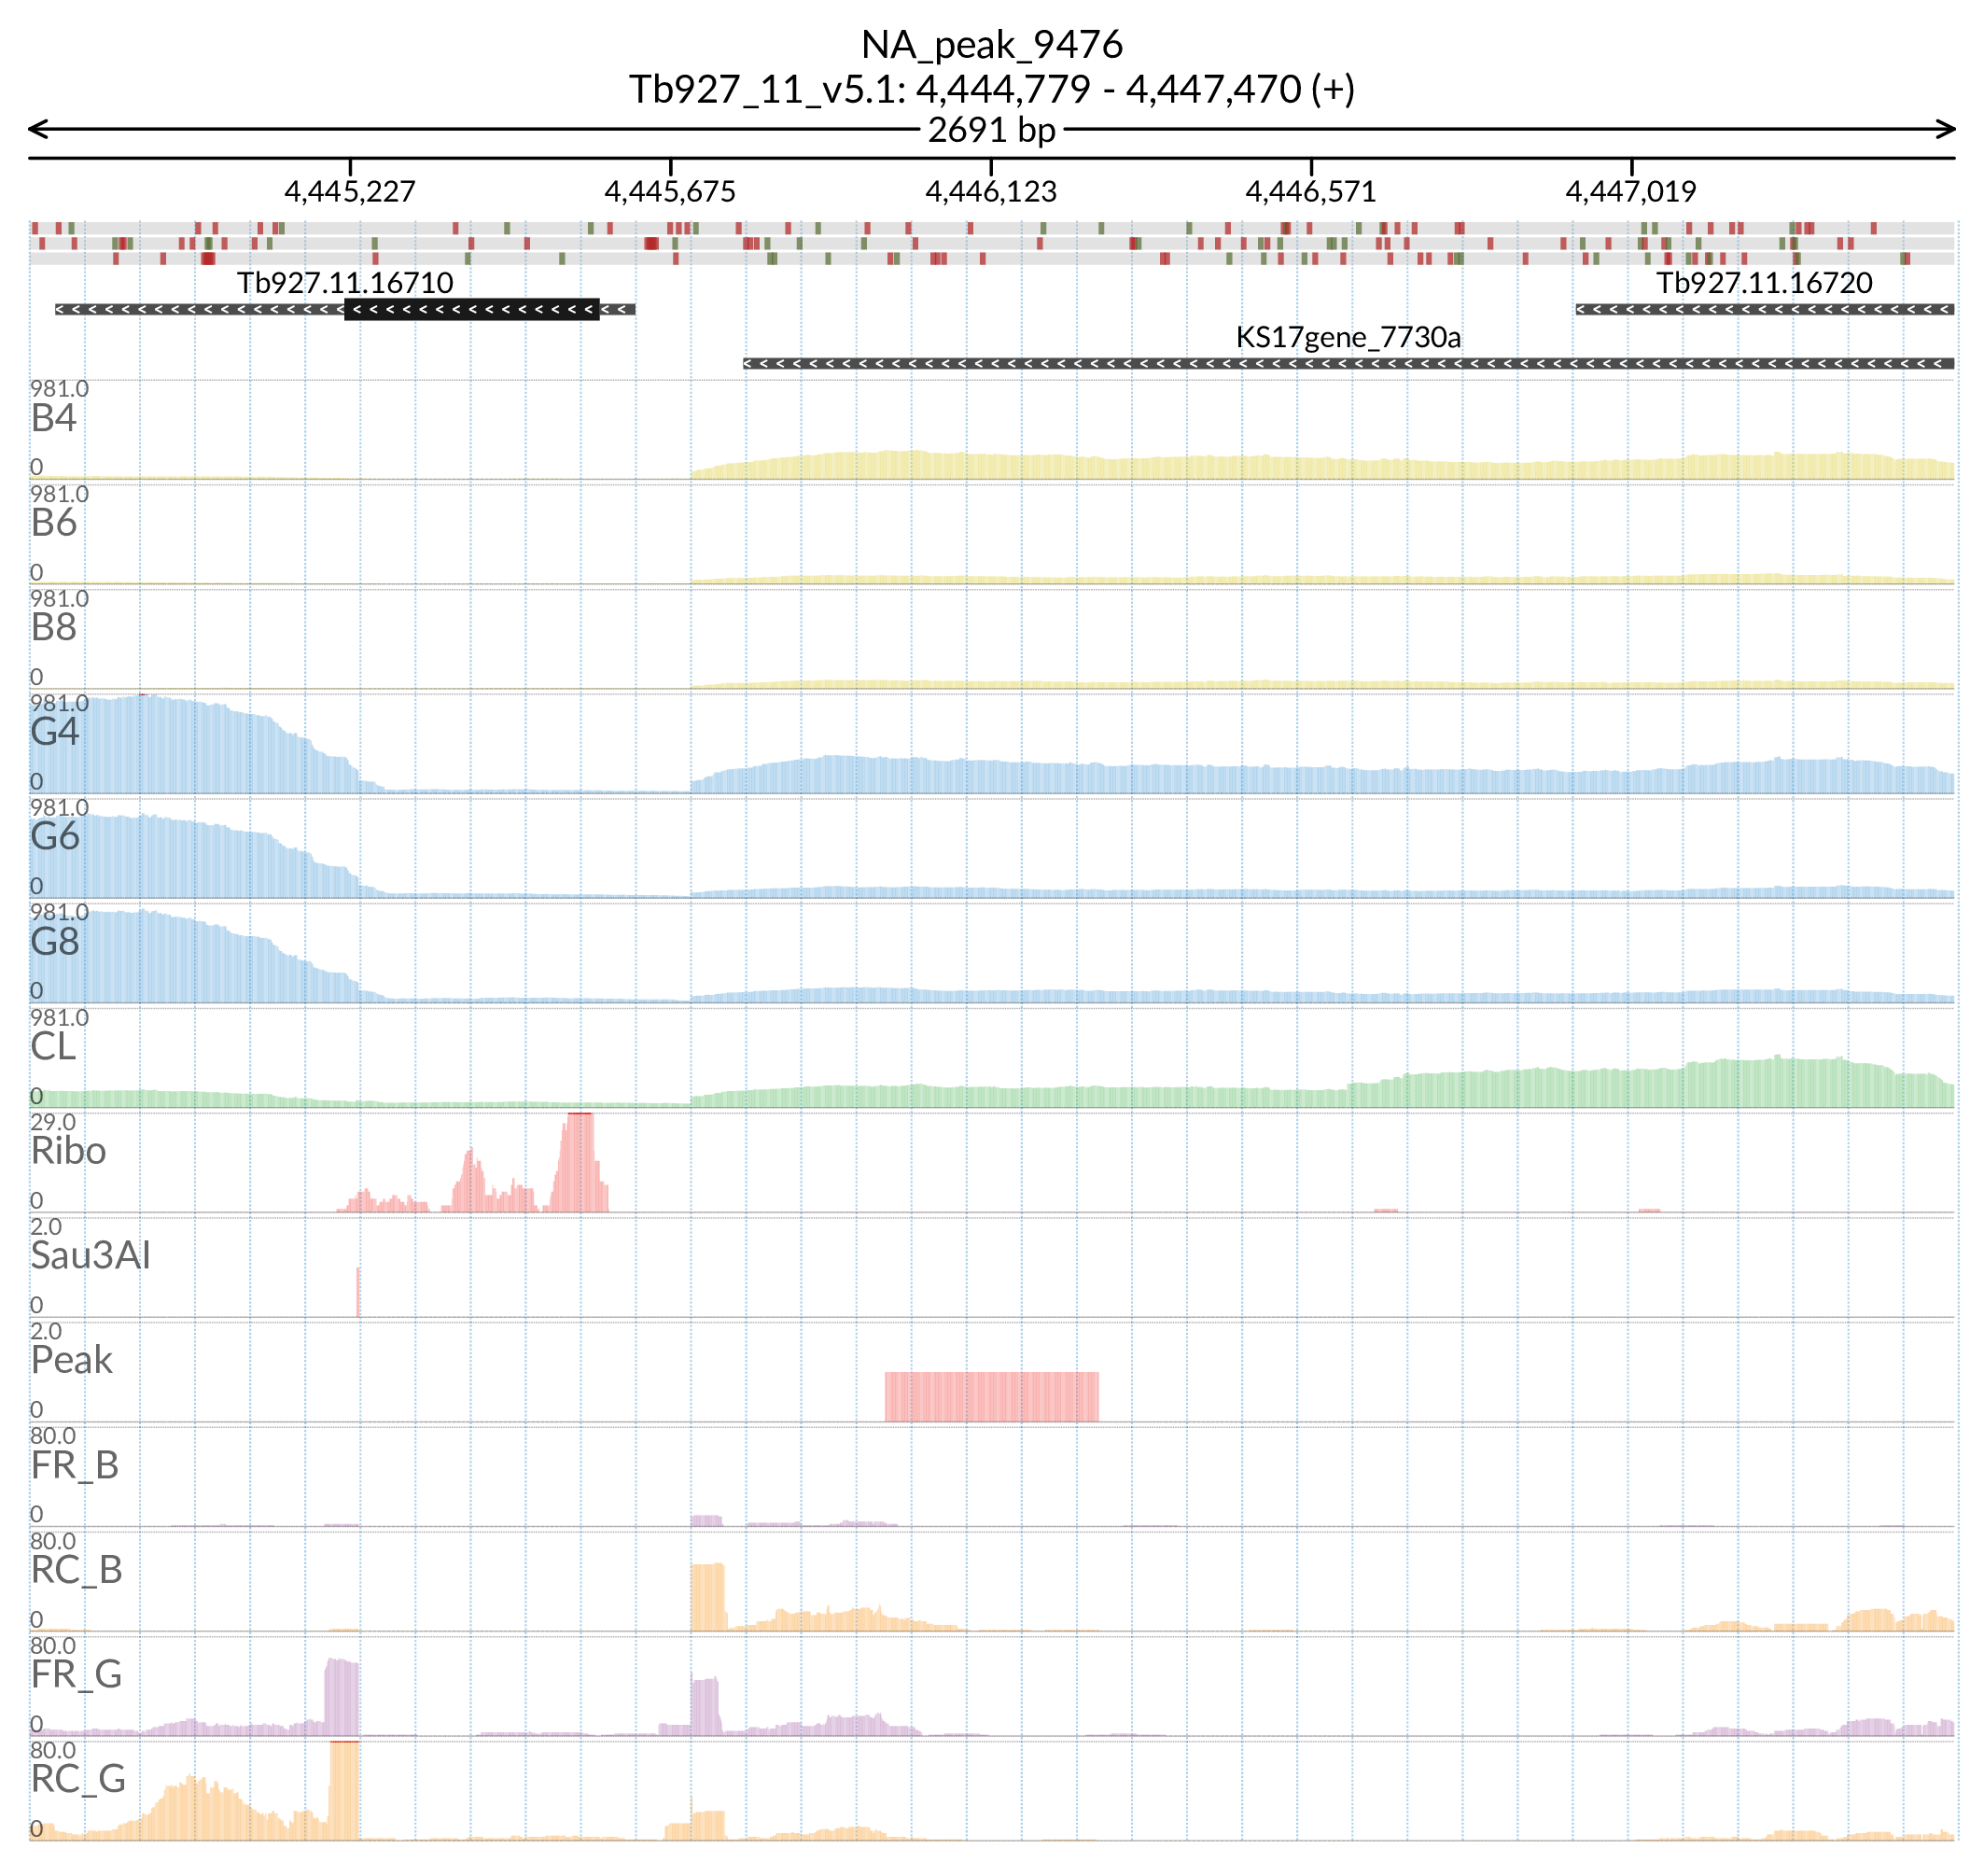 NA_peak_9476
Tb927_11_v5.1: 4,444,779 - 4,447,470 (+)
2691 bp
4,445,227 4,445,675 4,446,123 4,446,571 4,447,019
Tb927.11.16710 Tb927.11.16720
KS17gene_7730a
981.0
B4
0
981.0
B6
0
981.0
B8
0
981.0
G4
0
981.0
G6
0
981.0
G8
0
981.0
CL
0
29.0
Ribo
0
2.0
Sau3AI
0
2.0
Peak
0
80.0
FR_B
0
80.0
RC_B
0
80.0
FR_G
0
80.0
RC_G
0